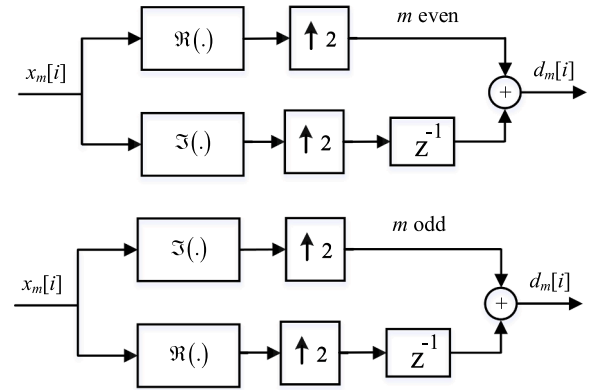 m even
ℜ(.)
↑ 2
x_m[i]
d_m[i]
+
ℑ(.)
↑ 2
z^{-1}
m odd
ℑ(.)
↑ 2
x_m[i]
d_m[i]
+
ℜ(.)
↑ 2
z^{-1}